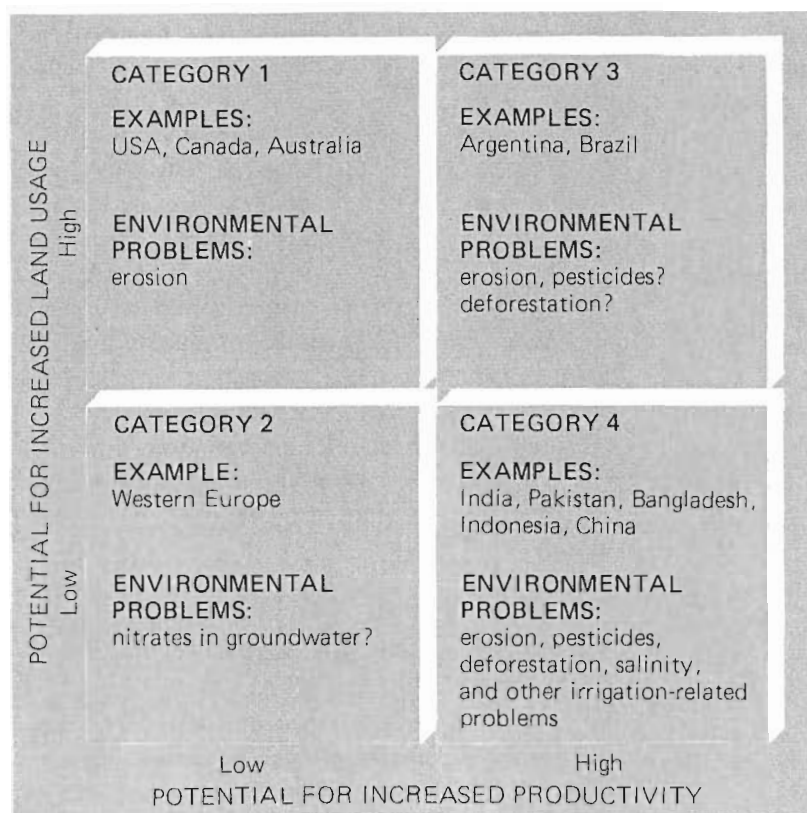 POTENTIAL FOR INCREASED LAND USAGE
High
Low
CATEGORY 1
EXAMPLES:
USA, Canada, Australia
ENVIRONMENTAL
PROBLEMS:
erosion
CATEGORY 3
EXAMPLES:
Argentina, Brazil
ENVIRONMENTAL
PROBLEMS:
erosion, pesticides?
deforestation?
CATEGORY 2
EXAMPLE:
Western Europe
ENVIRONMENTAL
PROBLEMS:
nitrates in groundwater?
CATEGORY 4
EXAMPLES:
India, Pakistan, Bangladesh,
Indonesia, China
ENVIRONMENTAL
PROBLEMS:
erosion, pesticides,
deforestation, salinity,
and other irrigation-related
problems
Low
High
POTENTIAL FOR INCREASED PRODUCTIVITY